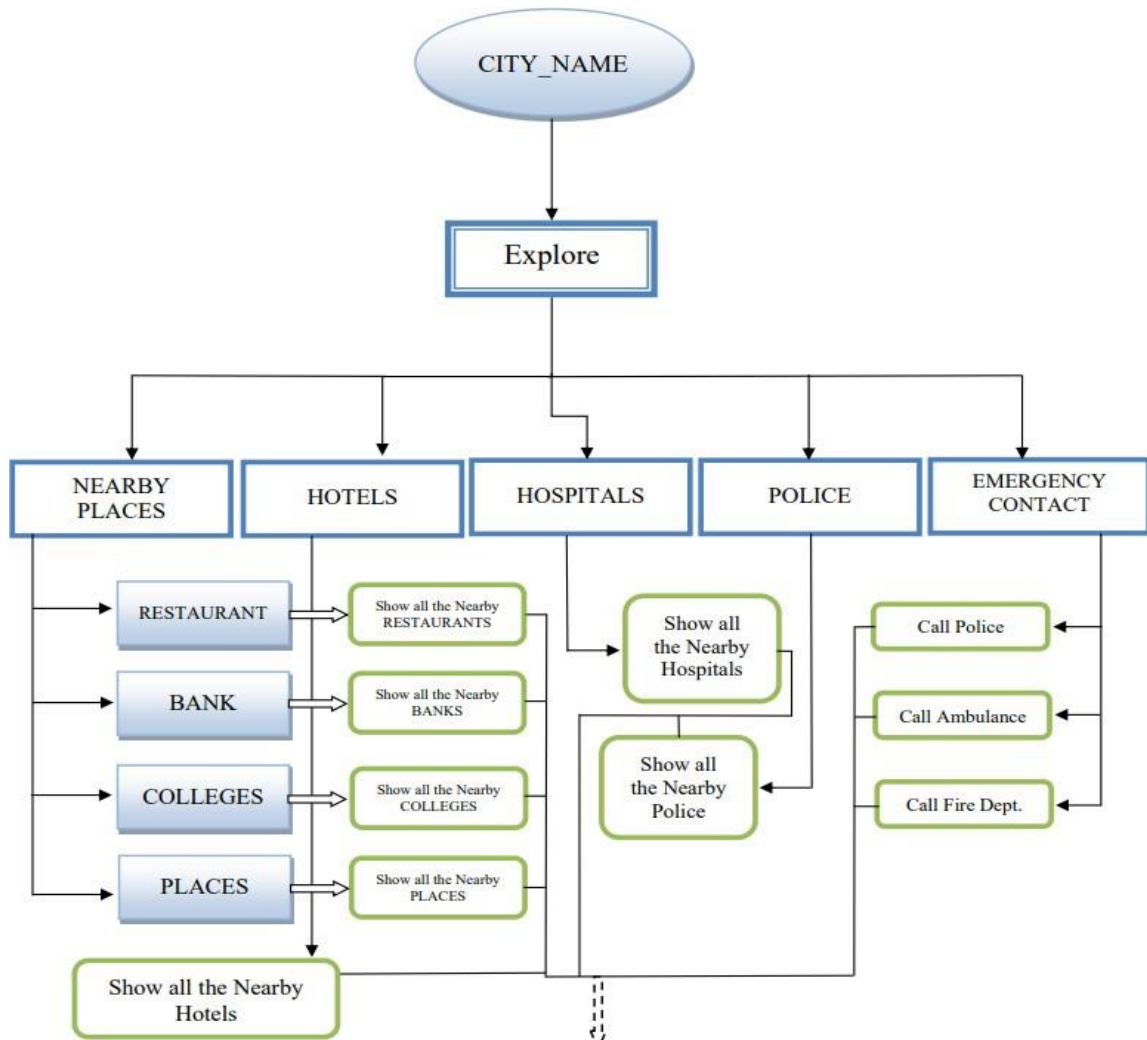 CITY_NAME
Explore
NEARBY
PLACES
HOTELS
HOSPITALS
POLICE
EMERGENCY
CONTACT
RESTAURANT
Show all the Nearby
RESTAURANTS
BANK
Show all the Nearby
BANKS
COLLEGES
Show all the Nearby
COLLEGES
PLACES
Show all the Nearby
PLACES
Show all the Nearby
Hotels
Show all
the Nearby
Hospitals
Show all
the Nearby
Police
Call Police
Call Ambulance
Call Fire Dept.